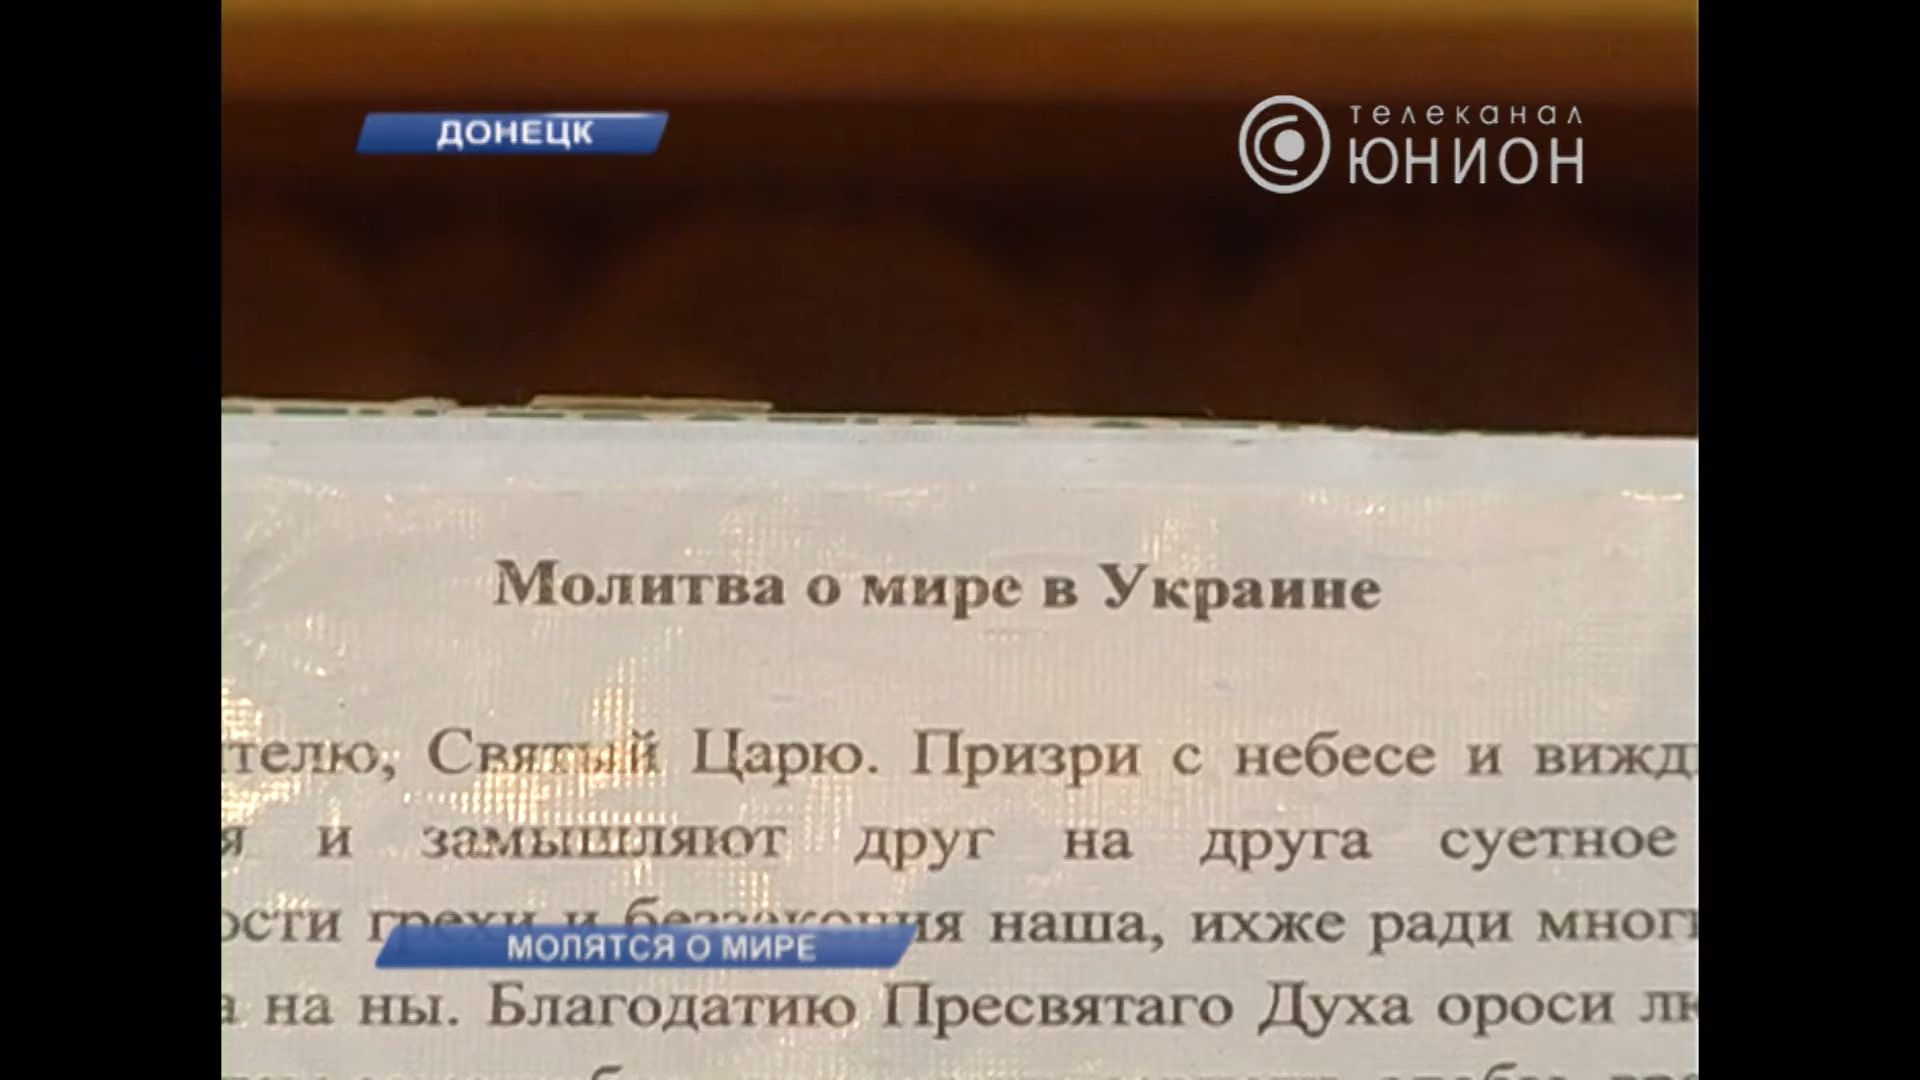 ДОНЕЦК
телеканал
ЮНИОН
Молитва о мире в Украине
телю, Святый Царю. Призри с небесе и вижд
я и замышляют друг на друга суетное
ости грехи и беззакония наша, ихже ради мног
МОЛЯТСЯ О МИРЕ
а на ны. Благодатию Пресвятаго Духа ороси лю